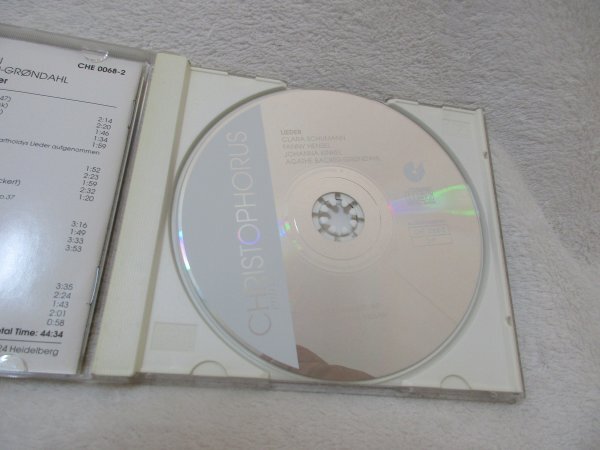 -GRØNDAHL
CHE 0068-2
47)
2:14
2:20
1:46
1:34
1:59
Lieder aufgenommen
1:52
2:23
1:59
2:32
1:20
3:16
1:49
3:33
3:53
3:35
2:24
1:43
2:01
0:58
Total Time: 44:34
24 Heidelberg
CHRISTOPHORUS
LIEDER
CLARA SCHUMANN
FANNY HENSEL
JOHANNA KINKEL
AGATHE BACKER-GRØNDAHL